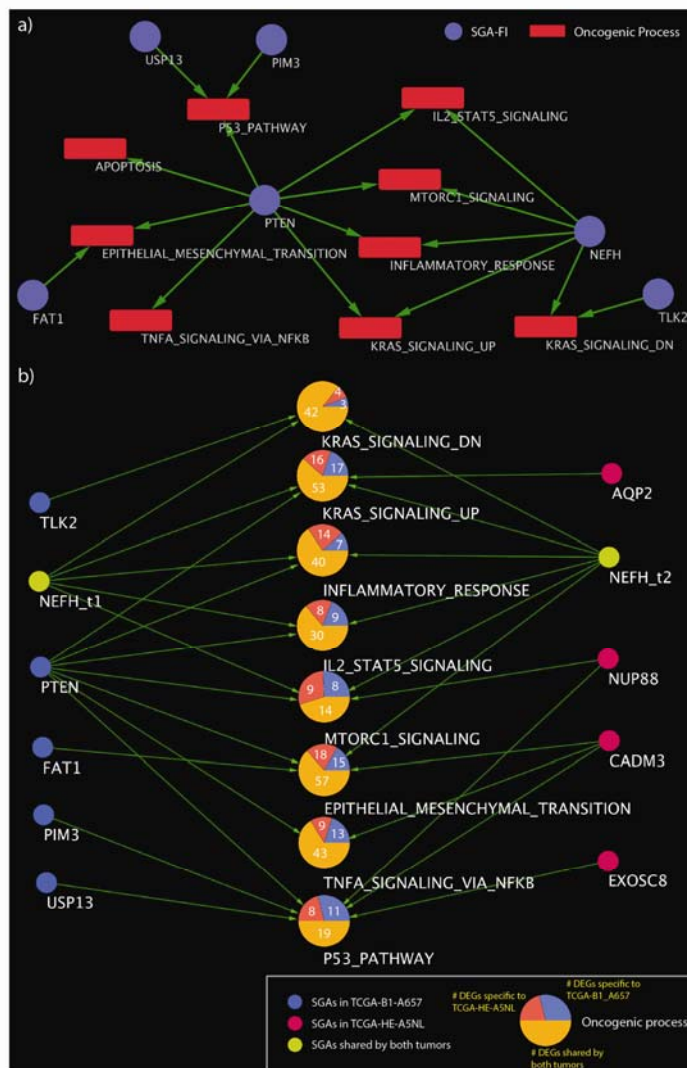 a)
SGA-FI
Oncogenic Process
USP13
PIM3
P53_PATHWAY
IL2_STAT5_SIGNALING
APOPTOSIS
MTORC1_SIGNALING
PTEN
EPITHELIAL_MESENCHYMAL_TRANSITION
INFLAMMATORY_RESPONSE
NEFH
FAT1
TNFA_SIGNALING_VIA_NFKB
KRAS_SIGNALING_UP
KRAS_SIGNALING_DN
TLK2
b)
4
42
3
KRAS_SIGNALING_DN
16
17
53
KRAS_SIGNALING_UP
AQP2
TLK2
14
7
40
INFLAMMATORY_RESPONSE
NEFH_t1
NEFH_t2
8
9
30
IL2_STAT5_SIGNALING
PTEN
NUP88
9
8
14
MTORC1_SIGNALING
FAT1
CADM3
18
15
57
EPITHELIAL_MESENCHYMAL_TRANSITION
PIM3
9
13
43
TNFA_SIGNALING_VIA_NFKB
USP13
EXOSC8
8
11
19
P53_PATHWAY
SGAs in TCGA-B1-A657
SGAs in TCGA-HE-A5NL
SGAs shared by both tumors
# DEGs specific to
TCGA-HE-A5NL
# DEGs specific to
TCGA-B1_A657
Oncogenic process
# DEGs shared by
both tumors